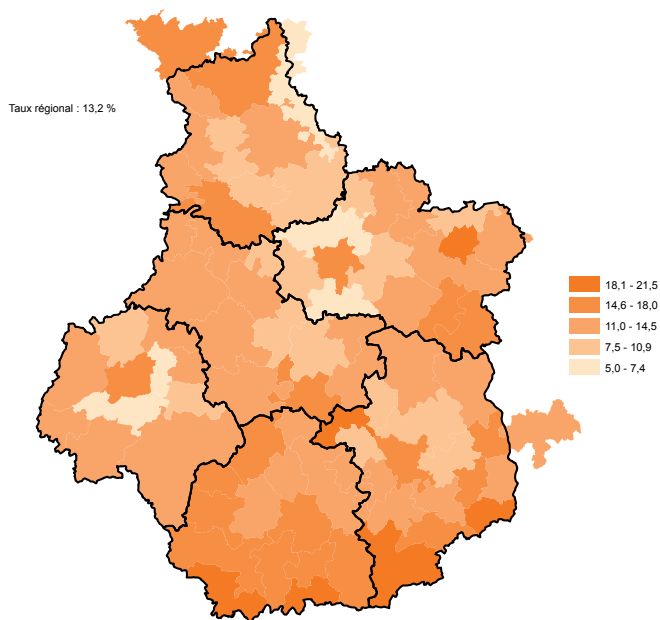 Taux régional : 13,2 %
18,1 - 21,5
14,6 - 18,0
11,0 - 14,5
7,5 - 10,9
5,0 - 7,4